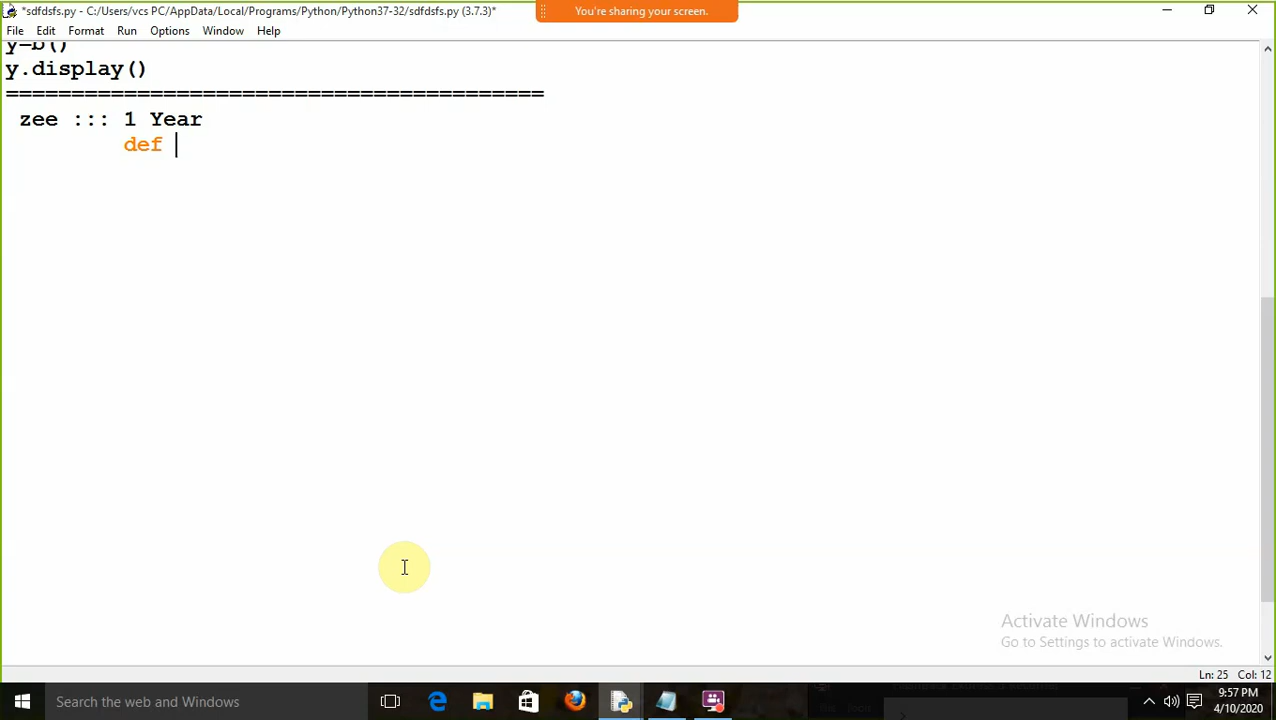 *sdfdsfs.py - C:/Users/vcs PC/AppData/Local/Programs/Python/Python37-32/sdfdsfs.py (3.7.3)*
You're sharing your screen.
File Edit Format Run Options Window Help
y=b()
y.display()
=========================================
zee ::: 1 Year
def
Activate Windows
Go to Settings to activate Windows.
Ln: 25 Col: 12
Search the web and Windows
9:57 PM
4/10/2020